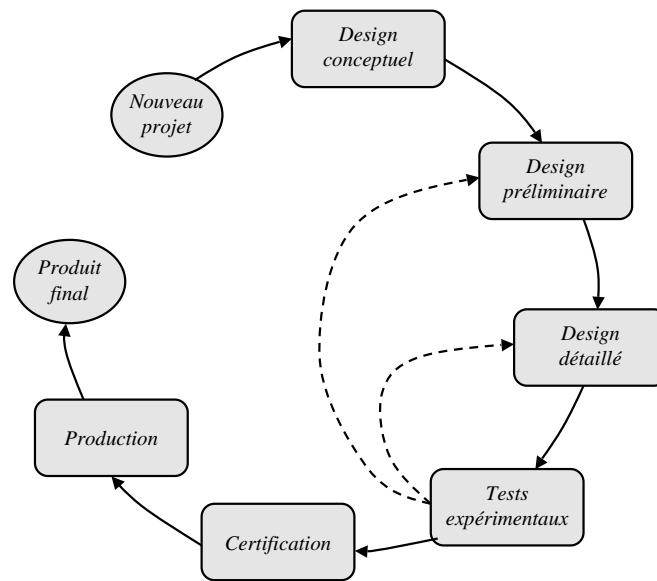 Design
conceptuel
Nouveau
projet
Design
préliminaire
Design
détaillé
Tests
expérimentaux
Certification
Production
Produit
final